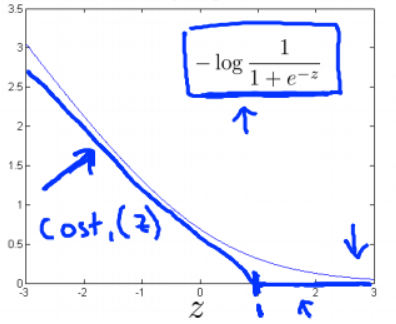 3.5
3
2.5
2
1.5
1
0.5
0
-log 1/(1 + e^{-z})
cost₁(z)
-3 -2 -1 0 1 2 3
z
1